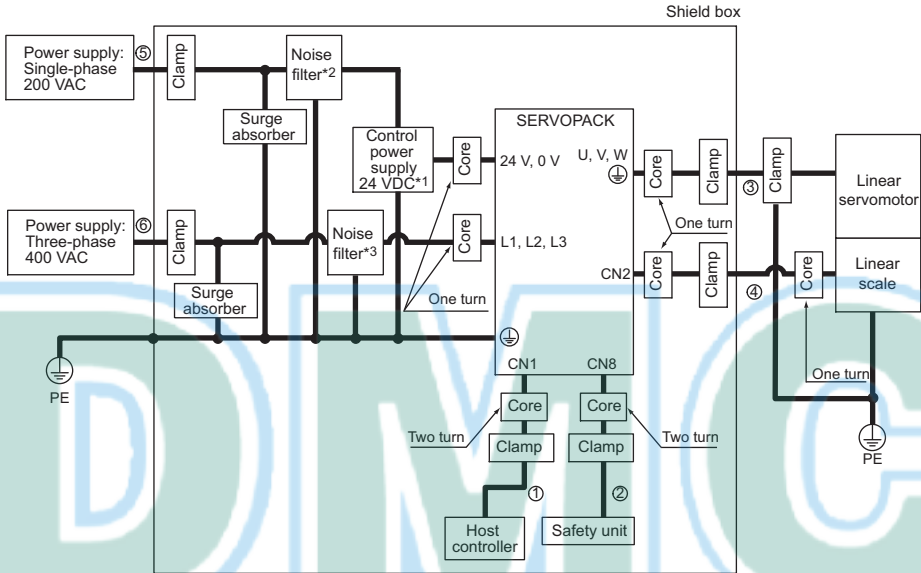 Shield box
Power supply:
Single-phase
200 VAC
⑤
Clamp
Noise
filter*2
Surge
absorber
Control
power
supply
24 VDC*1
Core
SERVOPACK
24 V, 0 V
U, V, W
Core
Clamp
③
Clamp
Linear
servomotor
Power supply:
Three-phase
400 VAC
⑥
Clamp
Noise
filter*3
Core
L1, L2, L3
One turn
One turn
CN2
Core
Clamp
④
Core
Linear
scale
Surge
absorber
One turn
PE
CN1
CN8
Core
Core
Two turn
Two turn
Clamp
Clamp
PE
①
②
Host
controller
Safety unit
DMC